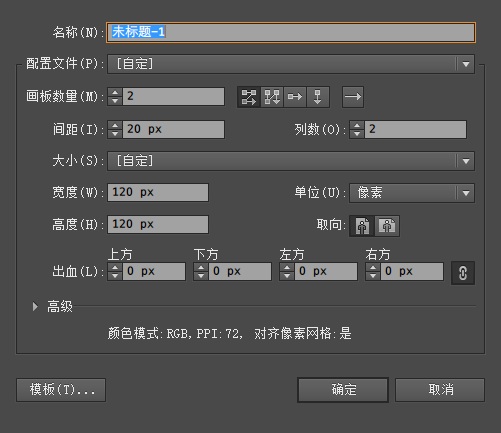 名称(N): 未标题-1
配置文件(P): [自定]
画板数量(M): 2
间距(I): 20 px 列数(O): 2
大小(S): [自定]
宽度(W): 120 px 单位(U): 像素
高度(H): 120 px 取向:
上方 下方 左方 右方
出血(L): 0 px 0 px 0 px 0 px
高级
颜色模式:RGB,PPI:72, 对齐像素网格:是
模板(T)... 确定 取消